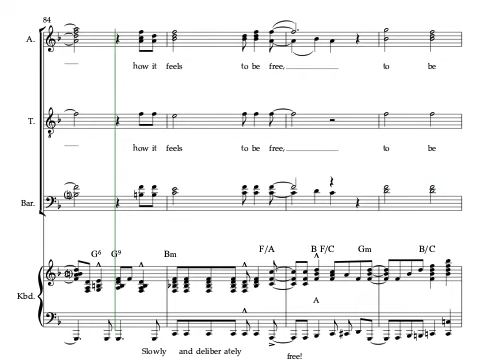 84
A.
how it feels to be free, to be
T.
how it feels to be free, to be
Bar.
G6 G9 Bm F/A B F/C Gm B/C
Kbd.
A
Slowly and deliber ately free!